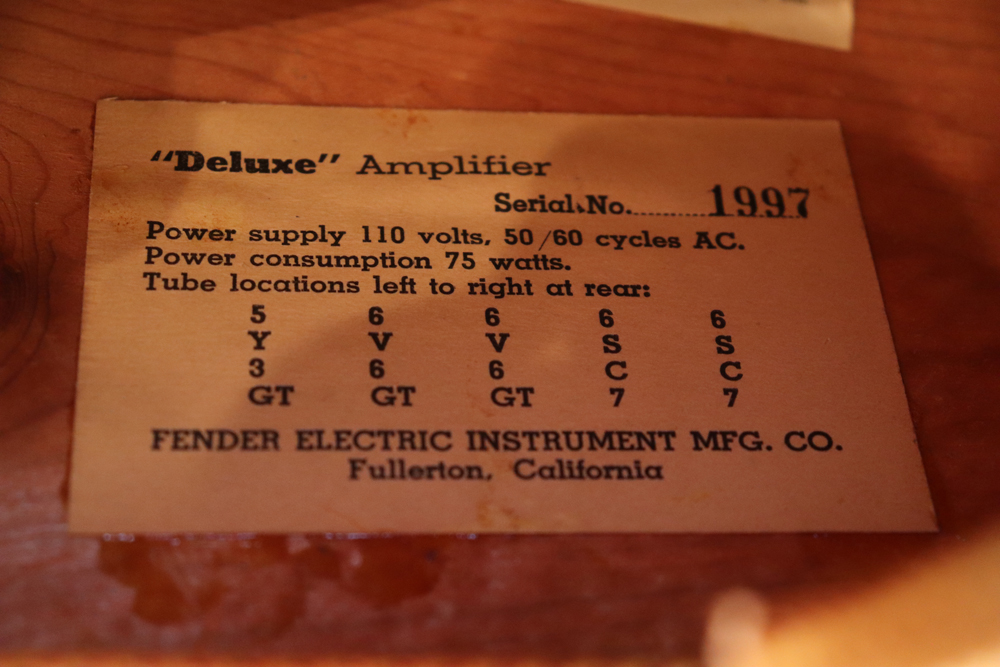 "Deluxe" Amplifier
Serial No. .......... 1997
Power supply 110 volts, 50/60 cycles AC.
Power consumption 75 watts.
Tube locations left to right at rear:
5 6 6 6 6
Y V V S S
3 6 6 C C
GT GT GT 7 7
FENDER ELECTRIC INSTRUMENT MFG. CO.
Fullerton, California